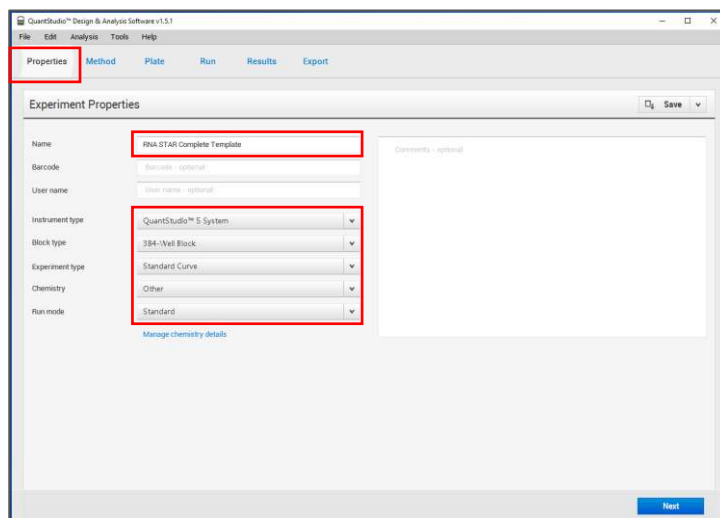 QuantStudio™ Design & Analysis Software v1.5.1
File Edit Analysis Tools Help
Properties Method Plate Run Results Export
Experiment Properties
Save
Name RNA STAR Complete Template
Comments - optional
Barcode Barcode - optional
User name User name - optional
Instrument type QuantStudio™ 5 System
Block type 384-Well Block
Experiment type Standard Curve
Chemistry Other
Run mode Standard
Manage chemistry details
Next